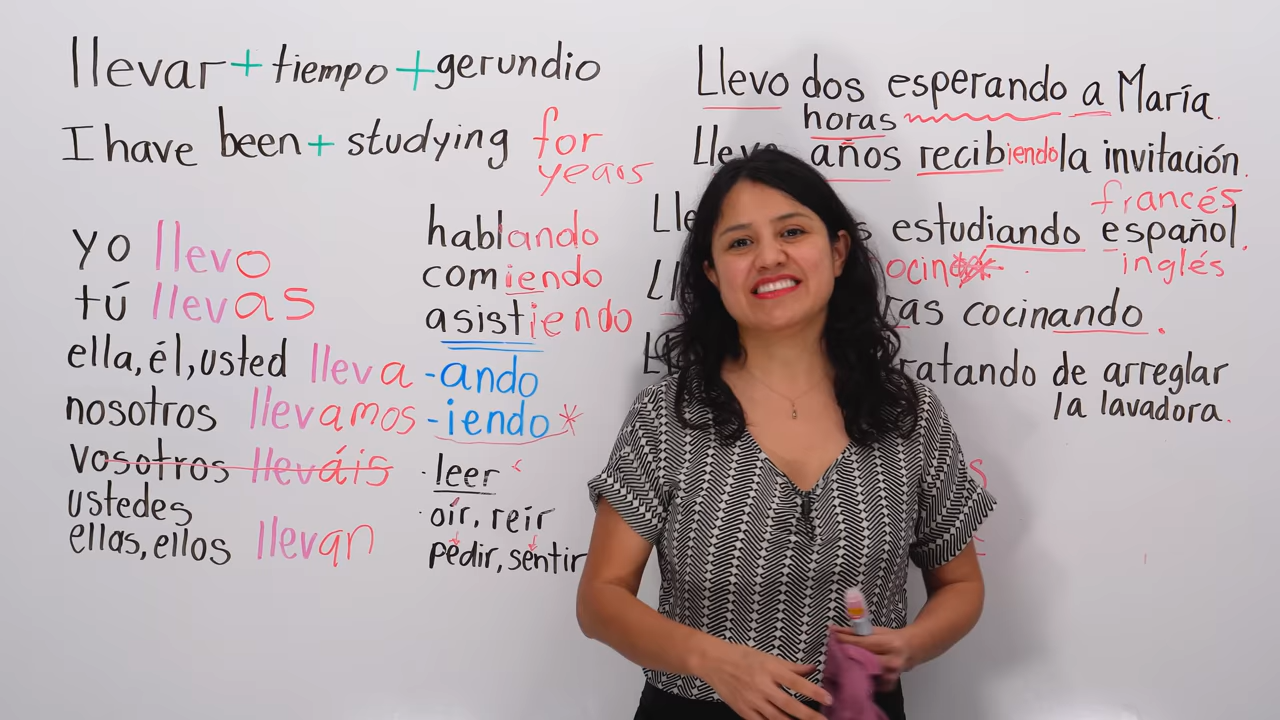 llevar + tiempo + gerundio
I have been + studying for years
yo llevo
tú llevas
ella, él, usted lleva
nosotros llevamos
vosotros lleváis
ustedes
ellas, ellos llevan
hablando
comiendo
asistiendo
-ando
-iendo *
· leer
· oír, reír
pedir, sentir
Llevo dos horas esperando a María.
años recibiendo la invitación.
estudiando español.
francés
inglés
cocinando.
de arreglar
la lavadora.